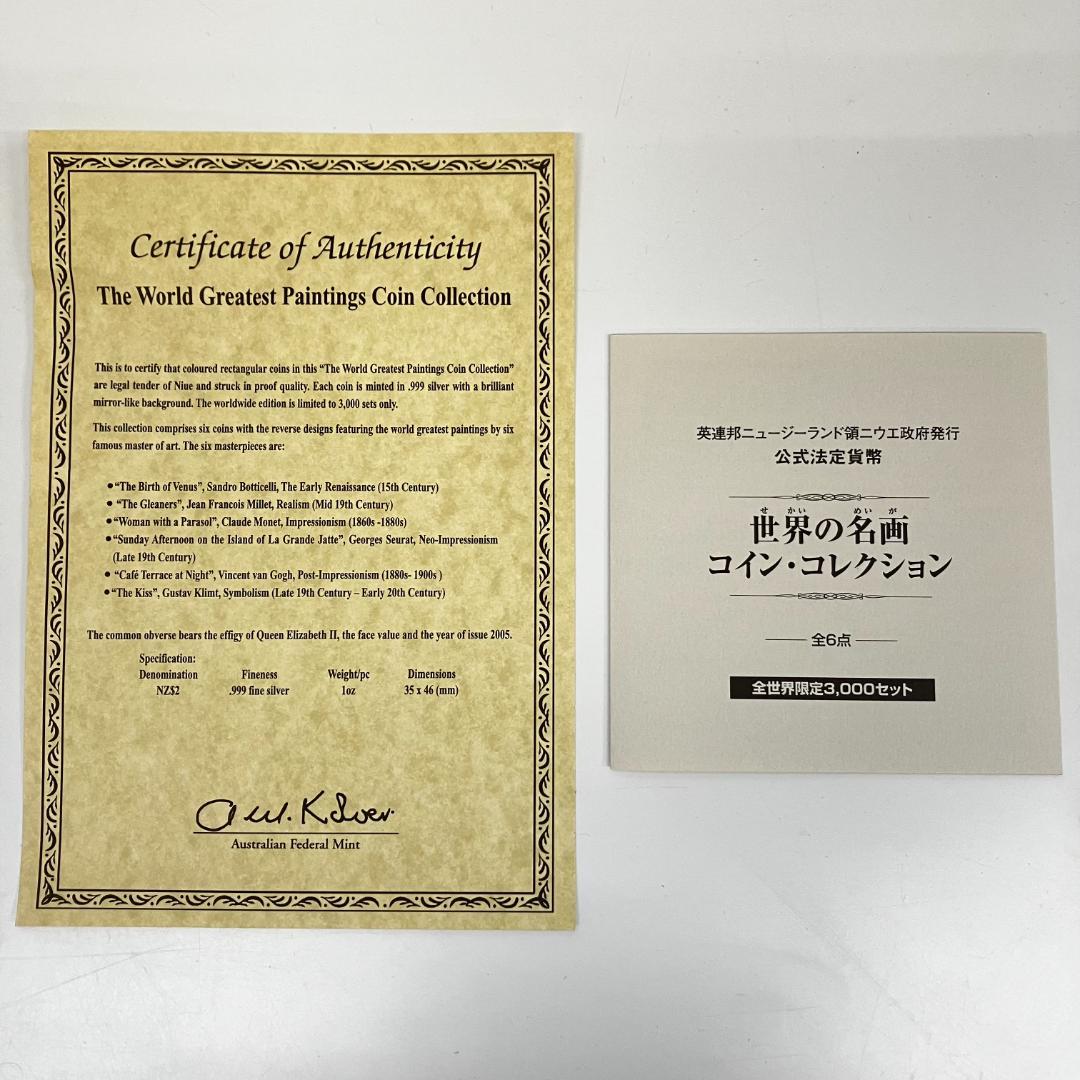 Certificate of Authenticity
The World Greatest Paintings Coin Collection
This is to certify that coloured rectangular coins in this “The World Greatest Paintings Coin Collection”
are legal tender of Niue and struck in proof quality. Each coin is minted in .999 silver with a brilliant
mirror-like background. The worldwide edition is limited to 3,000 sets only.
This collection comprises six coins with the reverse designs featuring the world greatest paintings by six
famous master of art. The six masterpieces are:
● “The Birth of Venus”, Sandro Botticelli, The Early Renaissance (15th Century)
● “The Gleaners”, Jean Francois Millet, Realism (Mid 19th Century)
● “Woman with a Parasol”, Claude Monet, Impressionism (1860s -1880s)
● “Sunday Afternoon on the Island of La Grande Jatte”, Georges Seurat, Neo-Impressionism
(Late 19th Century)
● “Café Terrace at Night”, Vincent van Gogh, Post-Impressionism (1880s- 1900s )
● “The Kiss”, Gustav Klimt, Symbolism (Late 19th Century – Early 20th Century)
The common obverse bears the effigy of Queen Elizabeth II, the face value and the year of issue 2005.
Specification:
Denomination Fineness Weight/pc Dimensions
NZ$2 .999 fine silver 1oz 35 x 46 (mm)
Australian Federal Mint
英連邦ニュージーランド領ニウエ政府発行
公式法定貨幣
せかい めいが
世界の名画
コイン・コレクション
全6点
全世界限定3,000セット